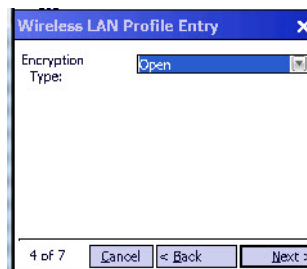 Wireless LAN Profile Entry X
Encryption Type: Open
4 of 7 Cancel < Back Next >